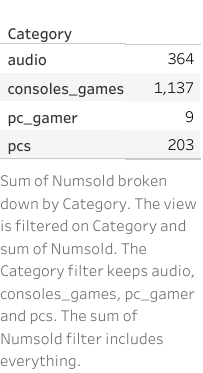 Category
audio 364
consoles_games 1,137
pc_gamer 9
pcs 203
Sum of Numsold broken
down by Category. The view
is filtered on Category and
sum of Numsold. The
Category filter keeps audio,
consoles_games, pc_gamer
and pcs. The sum of
Numsold filter includes
everything.